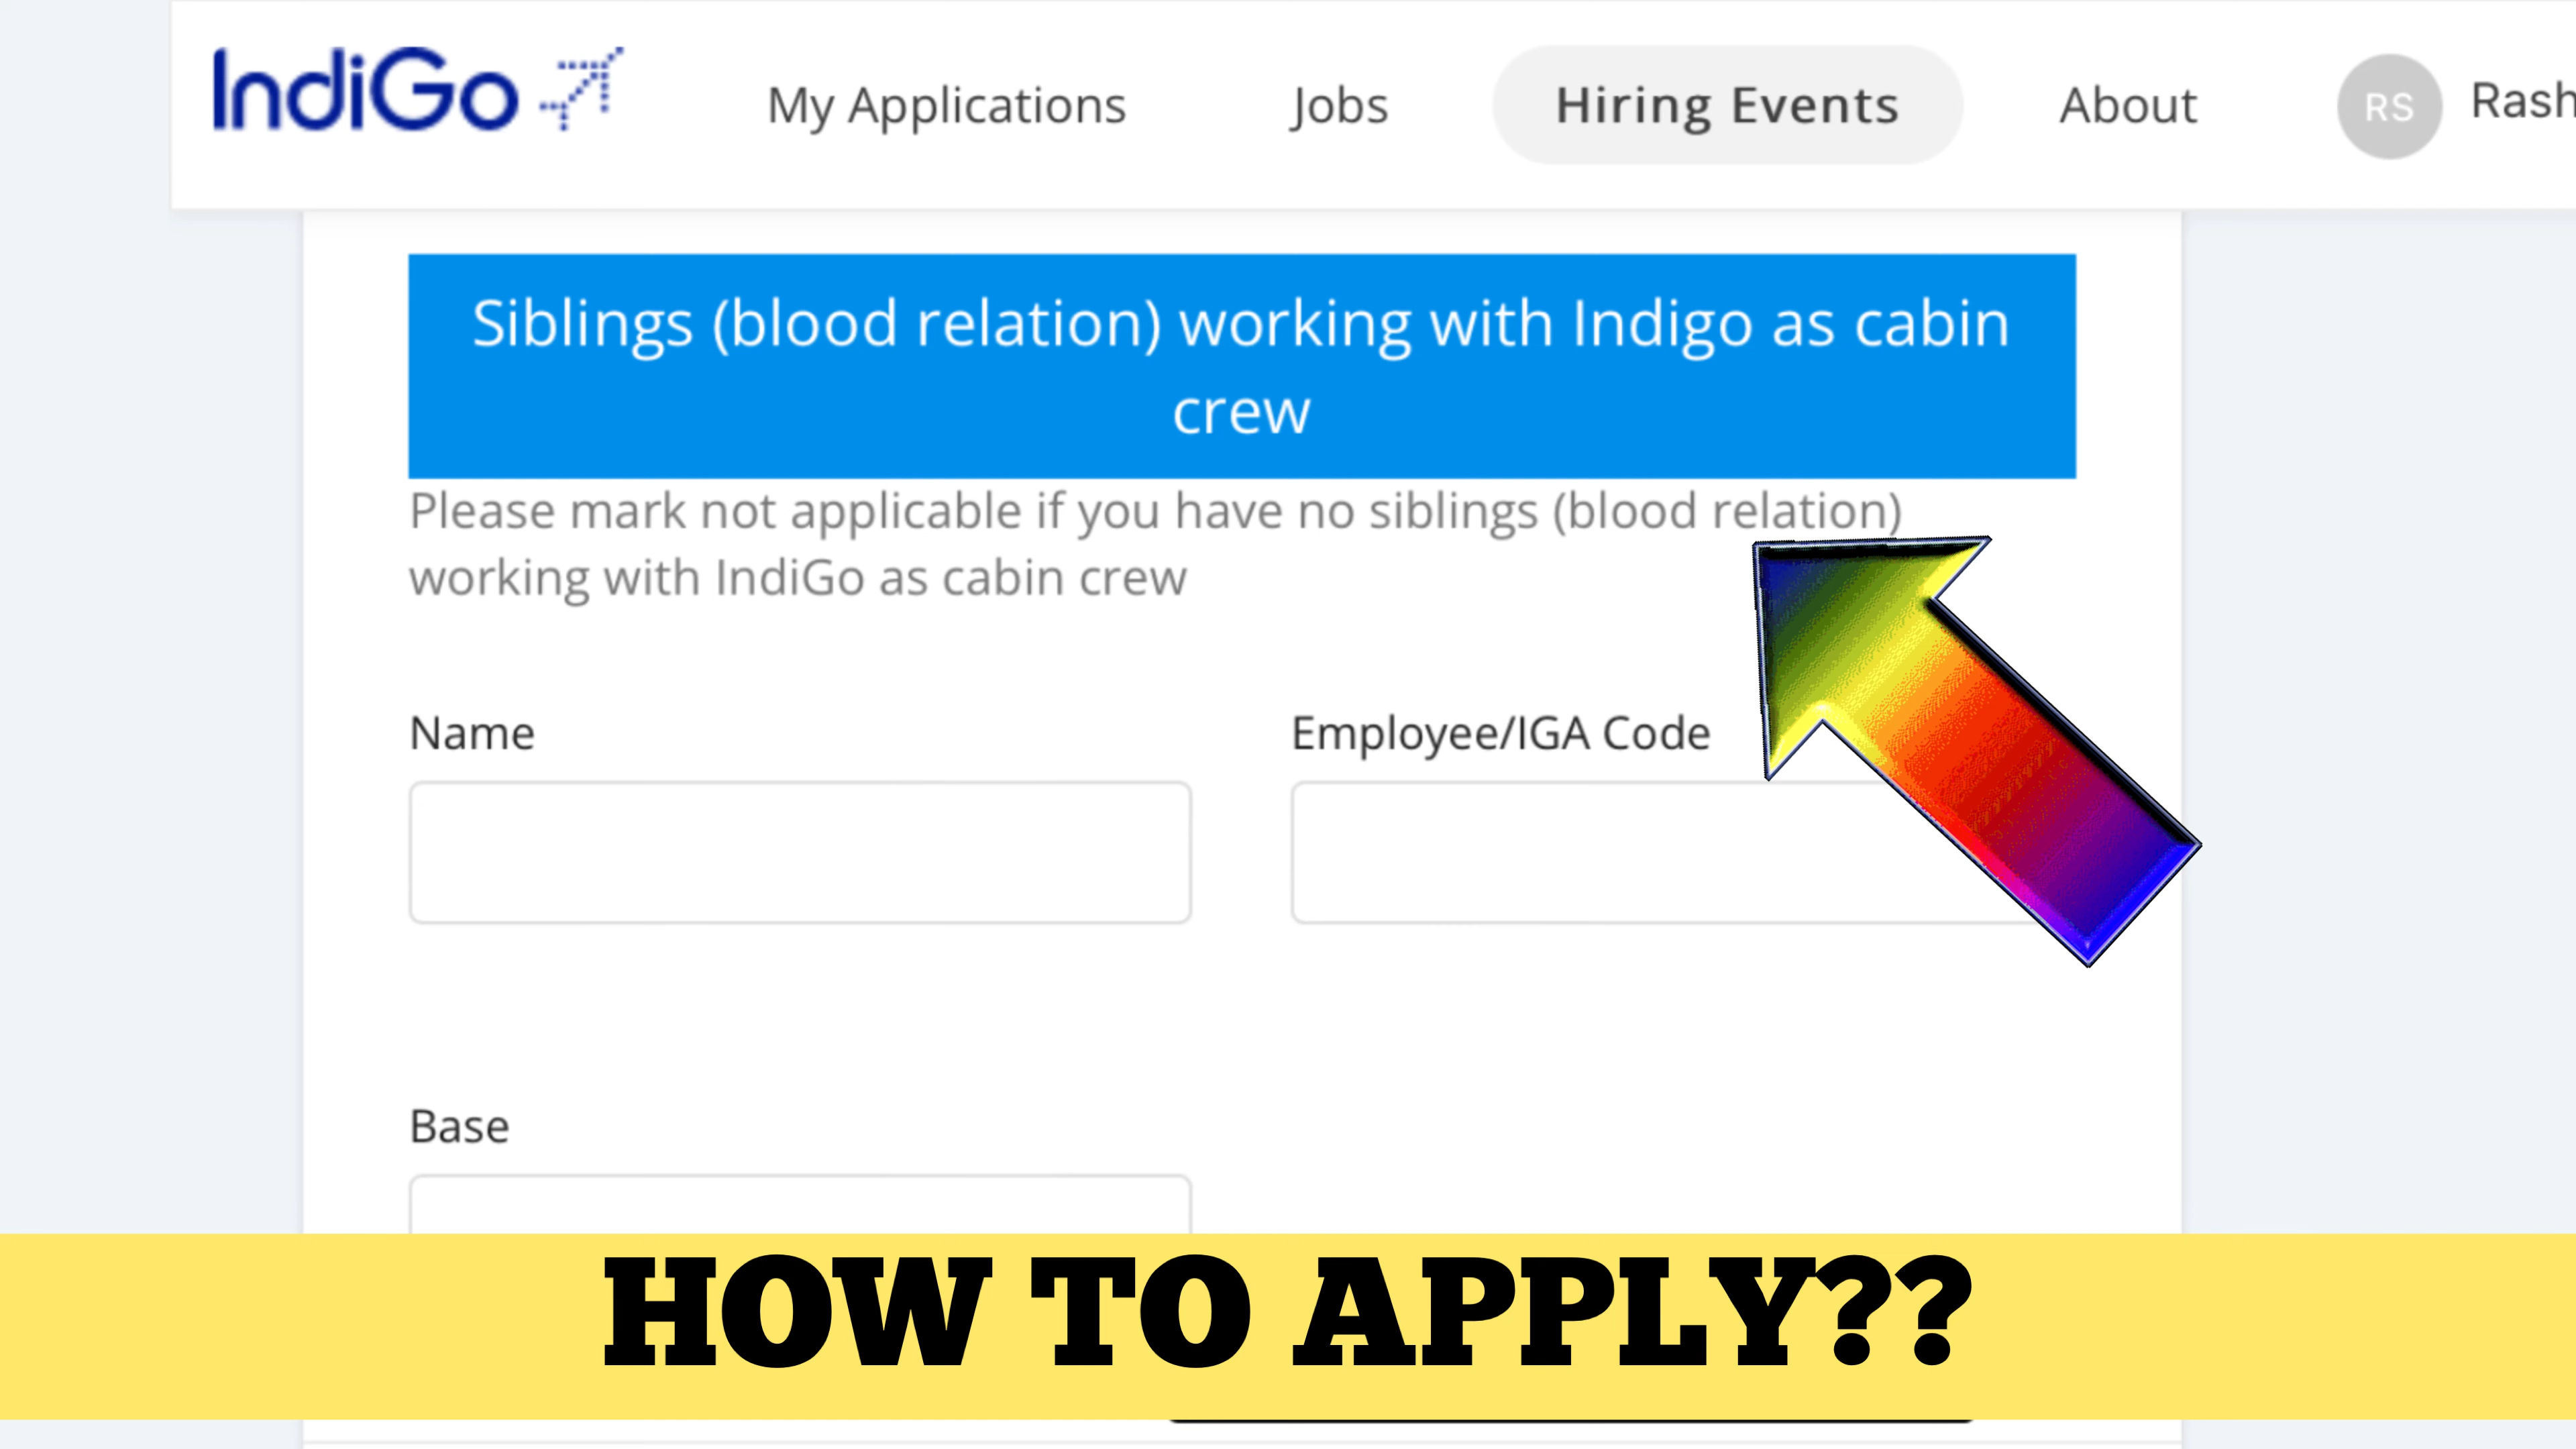 IndiGo
My Applications
Jobs
Hiring Events
About
RS
Rash
Siblings (blood relation) working with Indigo as cabin
crew
Please mark not applicable if you have no siblings (blood relation)
working with IndiGo as cabin crew
Name
Employee/IGA Code
Base
HOW TO APPLY??